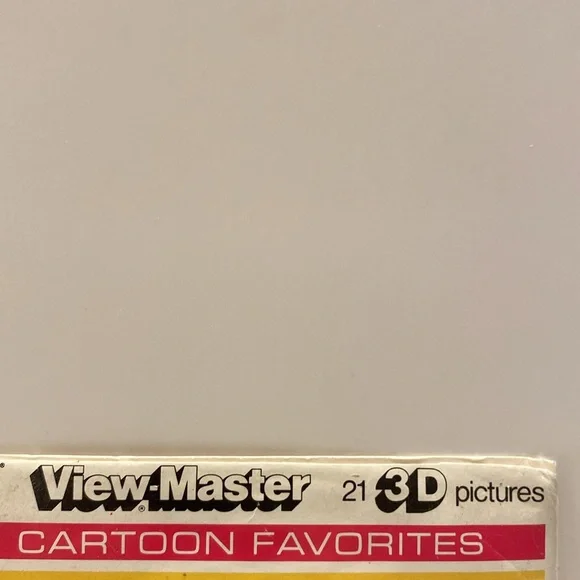 View-Master® 21 3D pictures
CARTOON FAVORITES